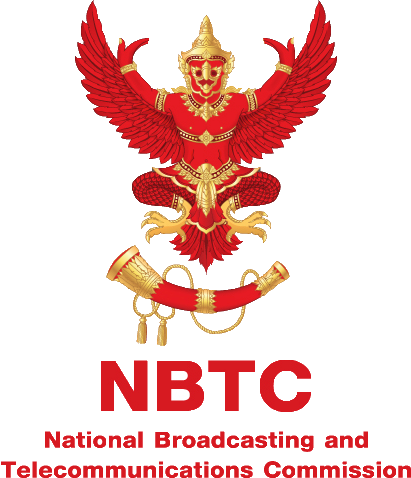 NBTC
National Broadcasting and
Telecommunications Commission